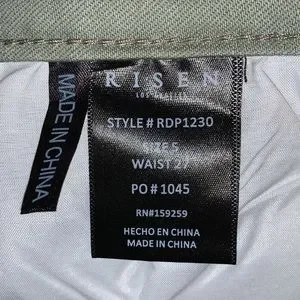 RISEN
LOS ANGELES
STYLE # RDP1230
SIZE 5
WAIST 27
PO # 1045
RN#159259
HECHO EN CHINA
MADE IN CHINA
MADE IN CHINA